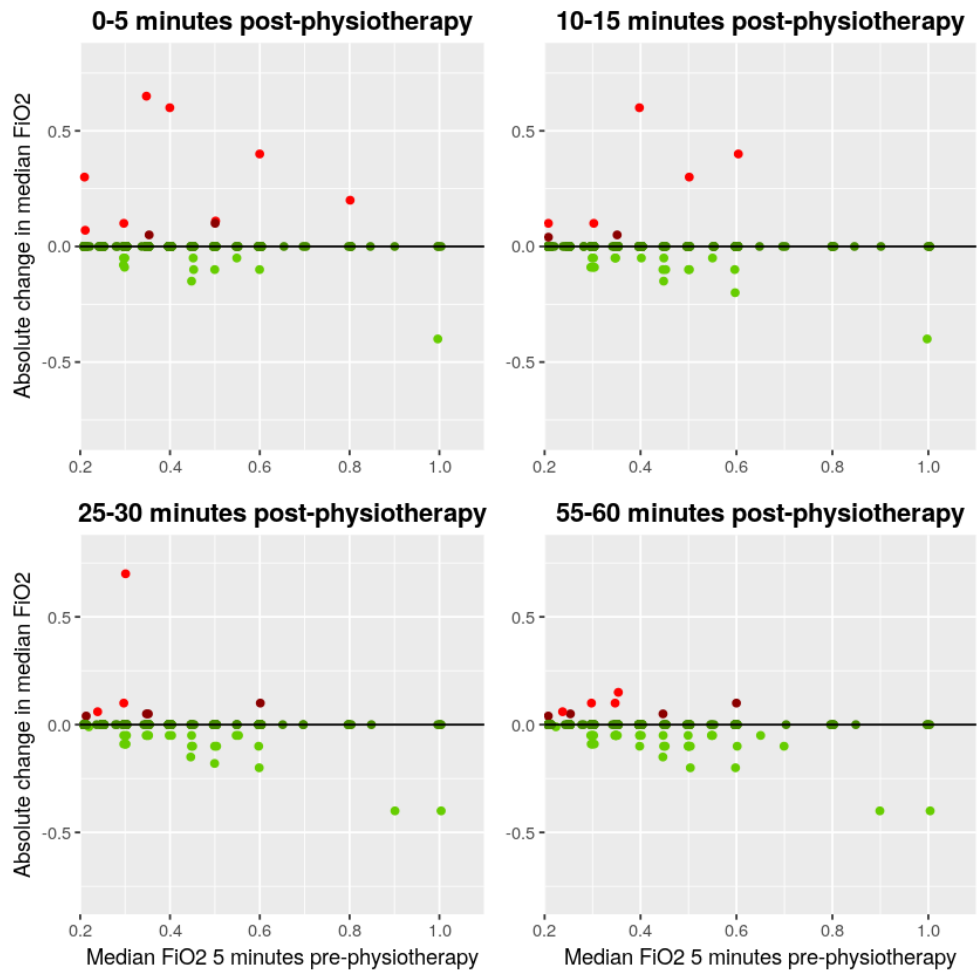 0-5 minutes post-physiotherapy
10-15 minutes post-physiotherapy
Absolute change in median FiO2
0.5
0.0
-0.5
0.2 0.4 0.6 0.8 1.0
0.5
0.0
-0.5
0.2 0.4 0.6 0.8 1.0
25-30 minutes post-physiotherapy
55-60 minutes post-physiotherapy
Absolute change in median FiO2
0.5
0.0
-0.5
0.2 0.4 0.6 0.8 1.0
0.5
0.0
-0.5
0.2 0.4 0.6 0.8 1.0
Median FiO2 5 minutes pre-physiotherapy
Median FiO2 5 minutes pre-physiotherapy